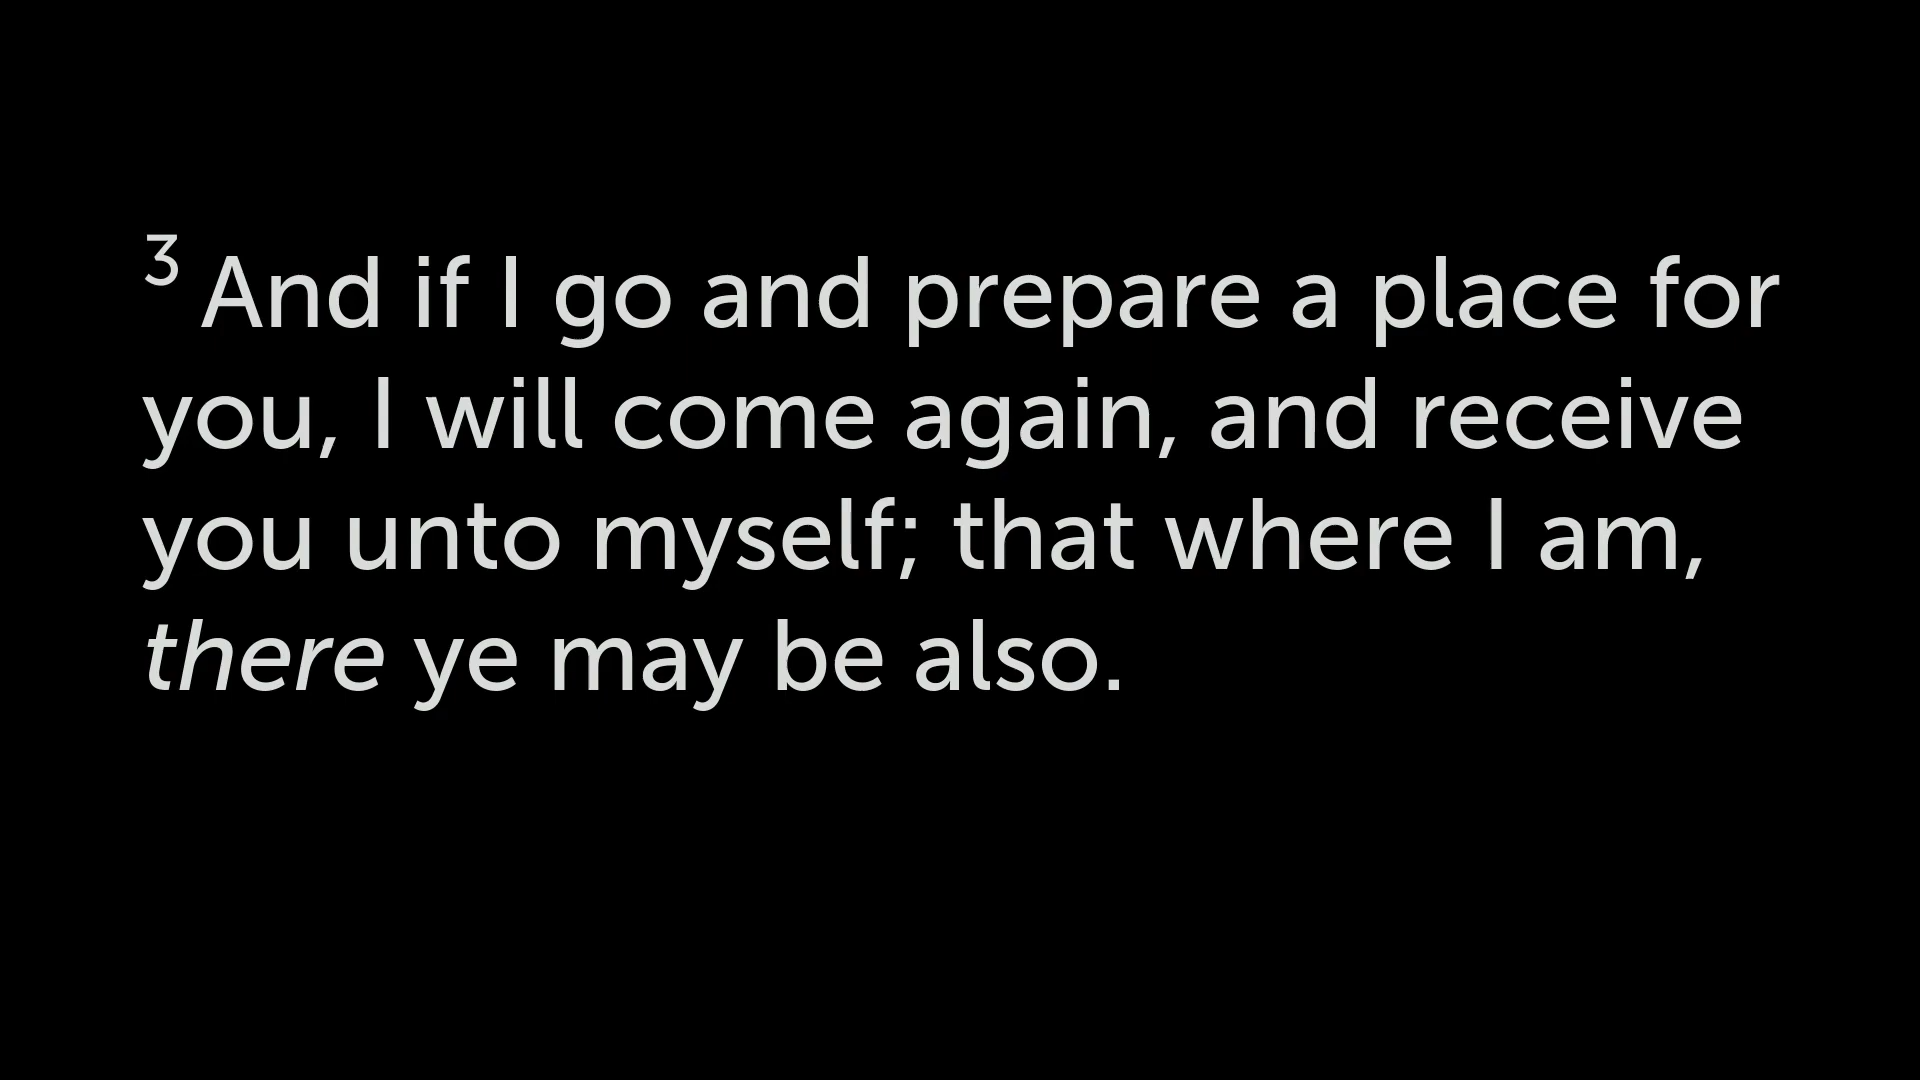 3 And if I go and prepare a place for
you, I will come again, and receive
you unto myself; that where I am,
there ye may be also.